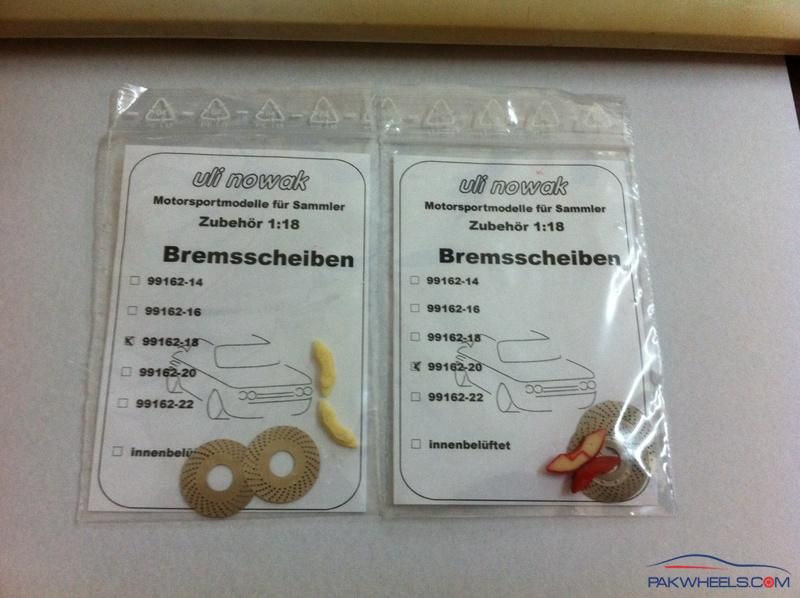 uli nowak
Motorsportmodelle für Sammler
Zubehör 1:18
Bremsscheiben
99162-14
99162-16
99162-18
99162-20
99162-22
uli nowak
Motorsportmodelle für Sammler
Zubehör 1:18
Bremsscheiben
99162-14
99162-16
99162-18
99162-20
99162-22
innenbelüftet
PAKWHEELS.COM